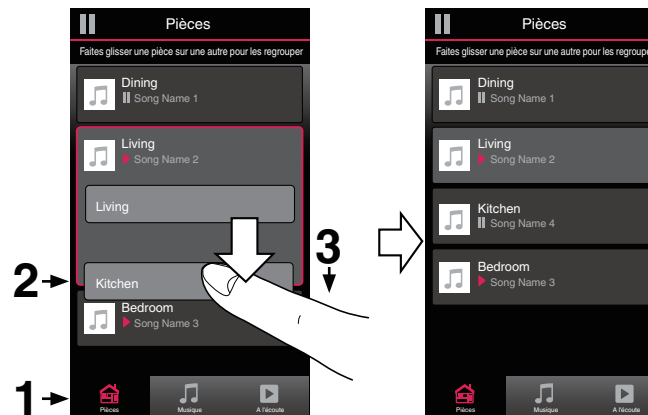 Pièces
Faites glisser une pièce sur une autre pour les regrouper
Dining
Song Name 1
Living
Song Name 2
Living
Kitchen
Bedroom
Song Name 3
Pièces
Musique
A l'écoute
1
2
3
Pièces
Faites glisser une pièce sur une autre pour les regroupe
Dining
Song Name 1
Living
Song Name 2
Kitchen
Song Name 4
Bedroom
Song Name 3
Pièces
Musique
A l'écoute